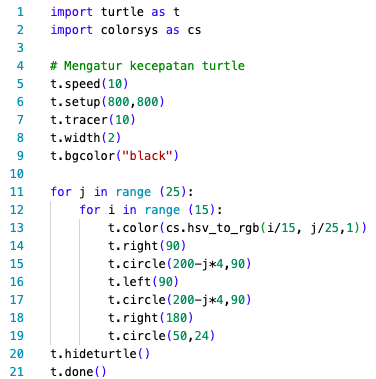 1 import turtle as t
2 import colorsys as cs
3
4 # Mengatur kecepatan turtle
5 t.speed(10)
6 t.setup(800,800)
7 t.tracer(10)
8 t.width(2)
9 t.bgcolor("black")
10
11 for j in range (25):
12     for i in range (15):
13         t.color(cs.hsv_to_rgb(i/15, j/25,1))
14         t.right(90)
15         t.circle(200-j*4,90)
16         t.left(90)
17         t.circle(200-j*4,90)
18         t.right(180)
19         t.circle(50,24)
20 t.hideturtle()
21 t.done()